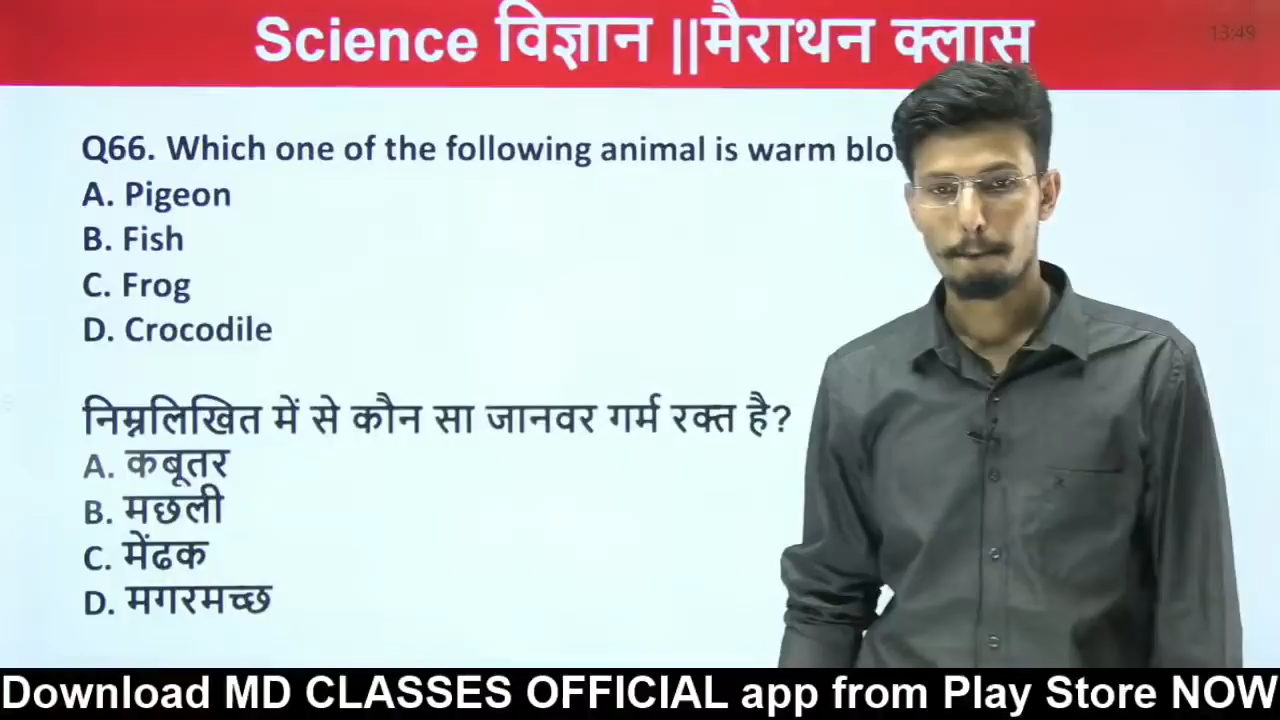 Science विज्ञान ||मैराथन क्लास
13:49
Q66. Which one of the following animal is warm
A. Pigeon
B. Fish
C. Frog
D. Crocodile
निम्नलिखित में से कौन सा जानवर गर्म रक्त है?
A. कबूतर
B. मछली
C. मेंढक
D. मगरमच्छ
Download MD CLASSES OFFICIAL app from Play Store NOW